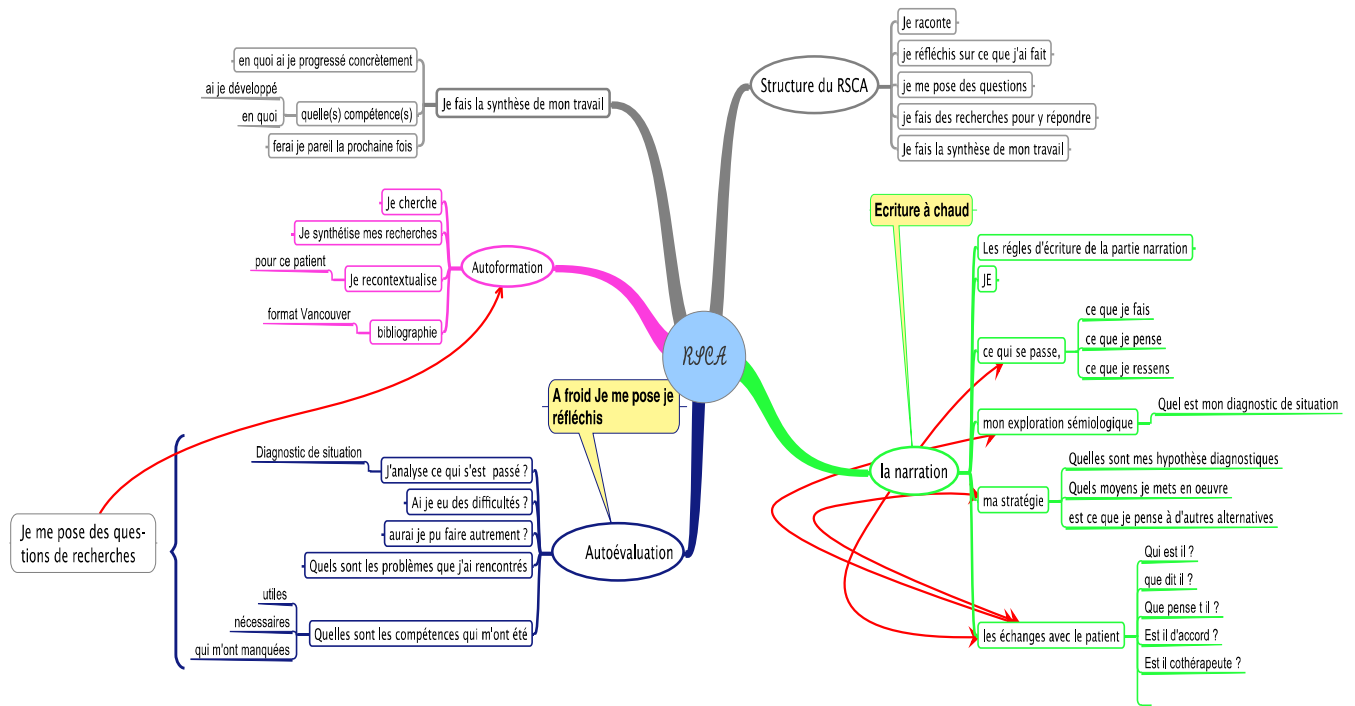 RSCA
Structure du RSCA
Je raconte
je réfléchis sur ce que j'ai fait
je me pose des questions
je fais des recherches pour y répondre
Je fais la synthèse de mon travail
Ecriture à chaud
la narration
Les régles d'écriture de la partie narration
JE
ce qui se passe,
ce que je fais
ce que je pense
ce que je ressens
mon exploration sémiologique
Quel est mon diagnostic de situation
ma stratégie
Quelles sont mes hypothèse diagnostiques
Quels moyens je mets en oeuvre
est ce que je pense à d'autres alternatives
les échanges avec le patient
Qui est il ?
que dit il ?
Que pense t il ?
Est il d'accord ?
Est il cothérapeute ?
A froid Je me pose je
réfléchis
Autoévaluation
J'analyse ce qui s'est passé ?
Diagnostic de situation
Ai je eu des difficultés ?
aurai je pu faire autrement ?
Quels sont les problèmes que j'ai rencontrés
Quelles sont les compétences qui m'ont été
utiles
nécessaires
qui m'ont manquées
Je me pose des ques-
tions de recherches
Autoformation
Je cherche
Je synthétise mes recherches
Je recontextualise
pour ce patient
bibliographie
format Vancouver
Je fais la synthèse de mon travail
en quoi ai je progressé concrètement
quelle(s) compétence(s)
ai je développé
en quoi
ferai je pareil la prochaine fois